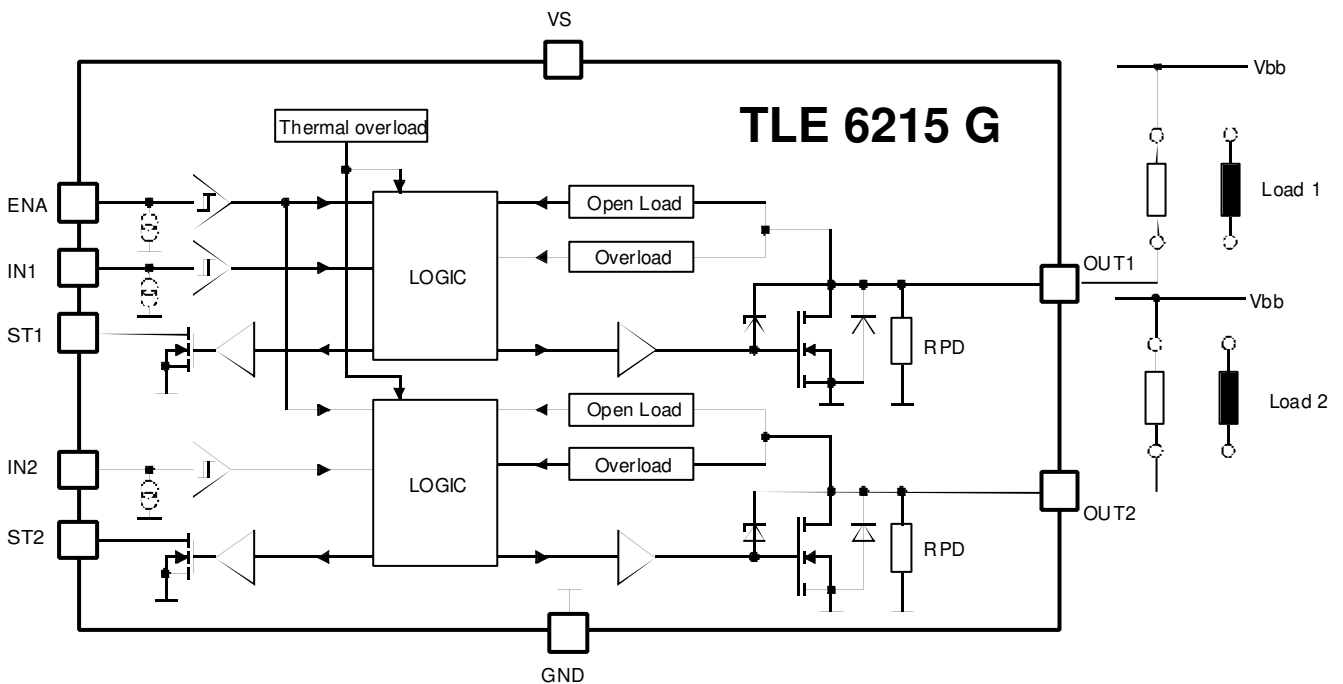 VS
Vbb
Thermal overload
TLE 6215 G
ENA
Open Load
Load 1
IN1
Overload
LOGIC
OUT1
Vbb
ST1
RPD
Open Load
Load 2
IN2
Overload
LOGIC
OUT2
ST2
RPD
GND